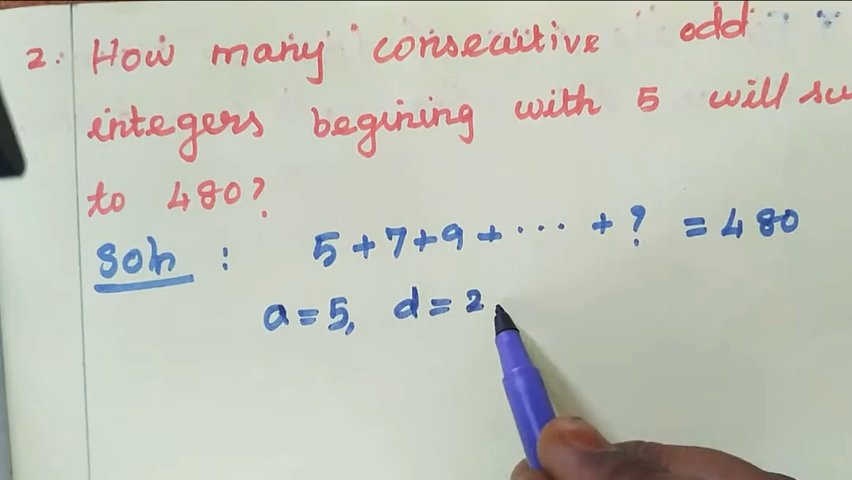 2. How many consecutive odd
integers begining with 5 will
to 480?
Soln : 5+7+9+ ... + ? = 480
a = 5, d = 2